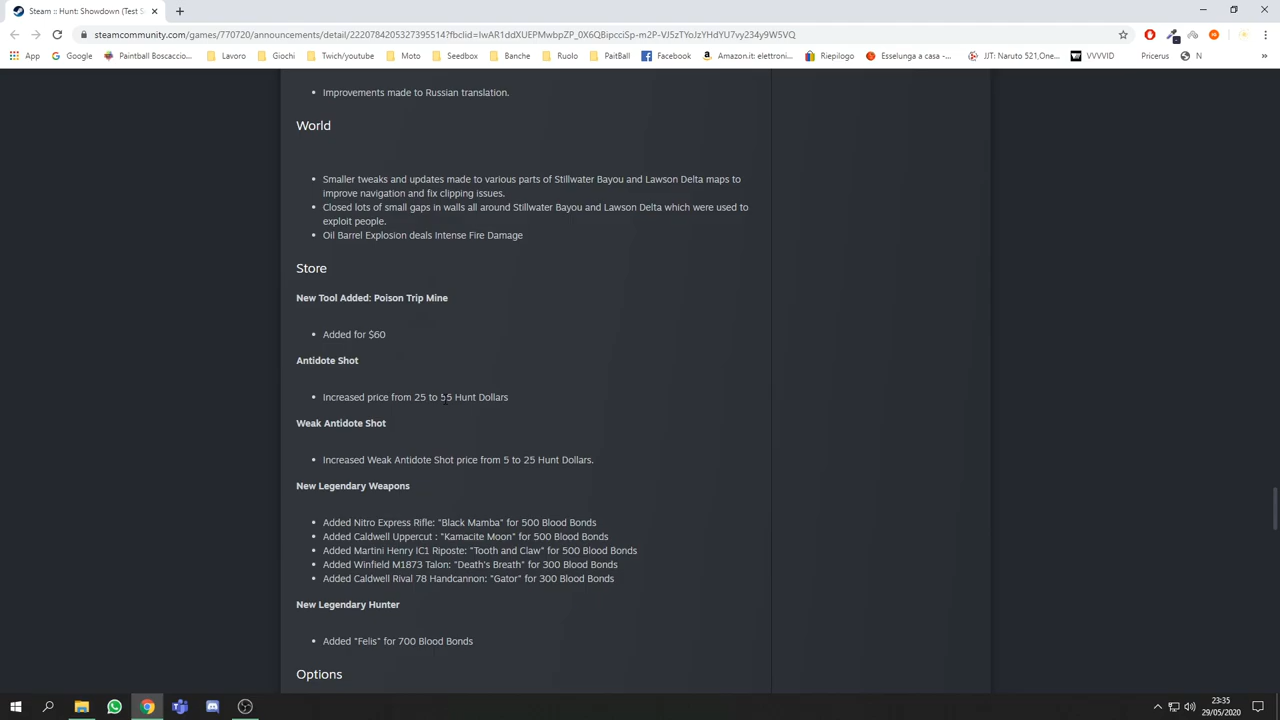 Steam :: Hunt: Showdown (Test S
steamcommunity.com/games/770720/announcements/detail/2220784205327395514?fbclid=IwAR1ddXUEPMwbpZP_0X6QBipcciSp-m2P-VJ5zTYoJzYHdYU7vy234y9W5VQ
App Google Paintball Boscaccio... Lavoro Giochi Twich/youtube Moto Seedbox Banche Ruolo PaitBall Facebook Amazon.it: elettroni... Riepilogo Esselunga a casa -... JJT: Naruto 521,One... VVVVID Pricerus N »
Improvements made to Russian translation.
World
Smaller tweaks and updates made to various parts of Stillwater Bayou and Lawson Delta maps to
improve navigation and fix clipping issues.
Closed lots of small gaps in walls all around Stillwater Bayou and Lawson Delta which were used to
exploit people.
Oil Barrel Explosion deals Intense Fire Damage
Store
New Tool Added: Poison Trip Mine
Added for $60
Antidote Shot
Increased price from 25 to 55 Hunt Dollars
Weak Antidote Shot
Increased Weak Antidote Shot price from 5 to 25 Hunt Dollars.
New Legendary Weapons
Added Nitro Express Rifle: "Black Mamba" for 500 Blood Bonds
Added Caldwell Uppercut : "Kamacite Moon" for 500 Blood Bonds
Added Martini Henry IC1 Riposte: "Tooth and Claw" for 500 Blood Bonds
Added Winfield M1873 Talon: "Death's Breath" for 300 Blood Bonds
Added Caldwell Rival 78 Handcannon: "Gator" for 300 Blood Bonds
New Legendary Hunter
Added "Felis" for 700 Blood Bonds
Options
23:35
29/05/2020